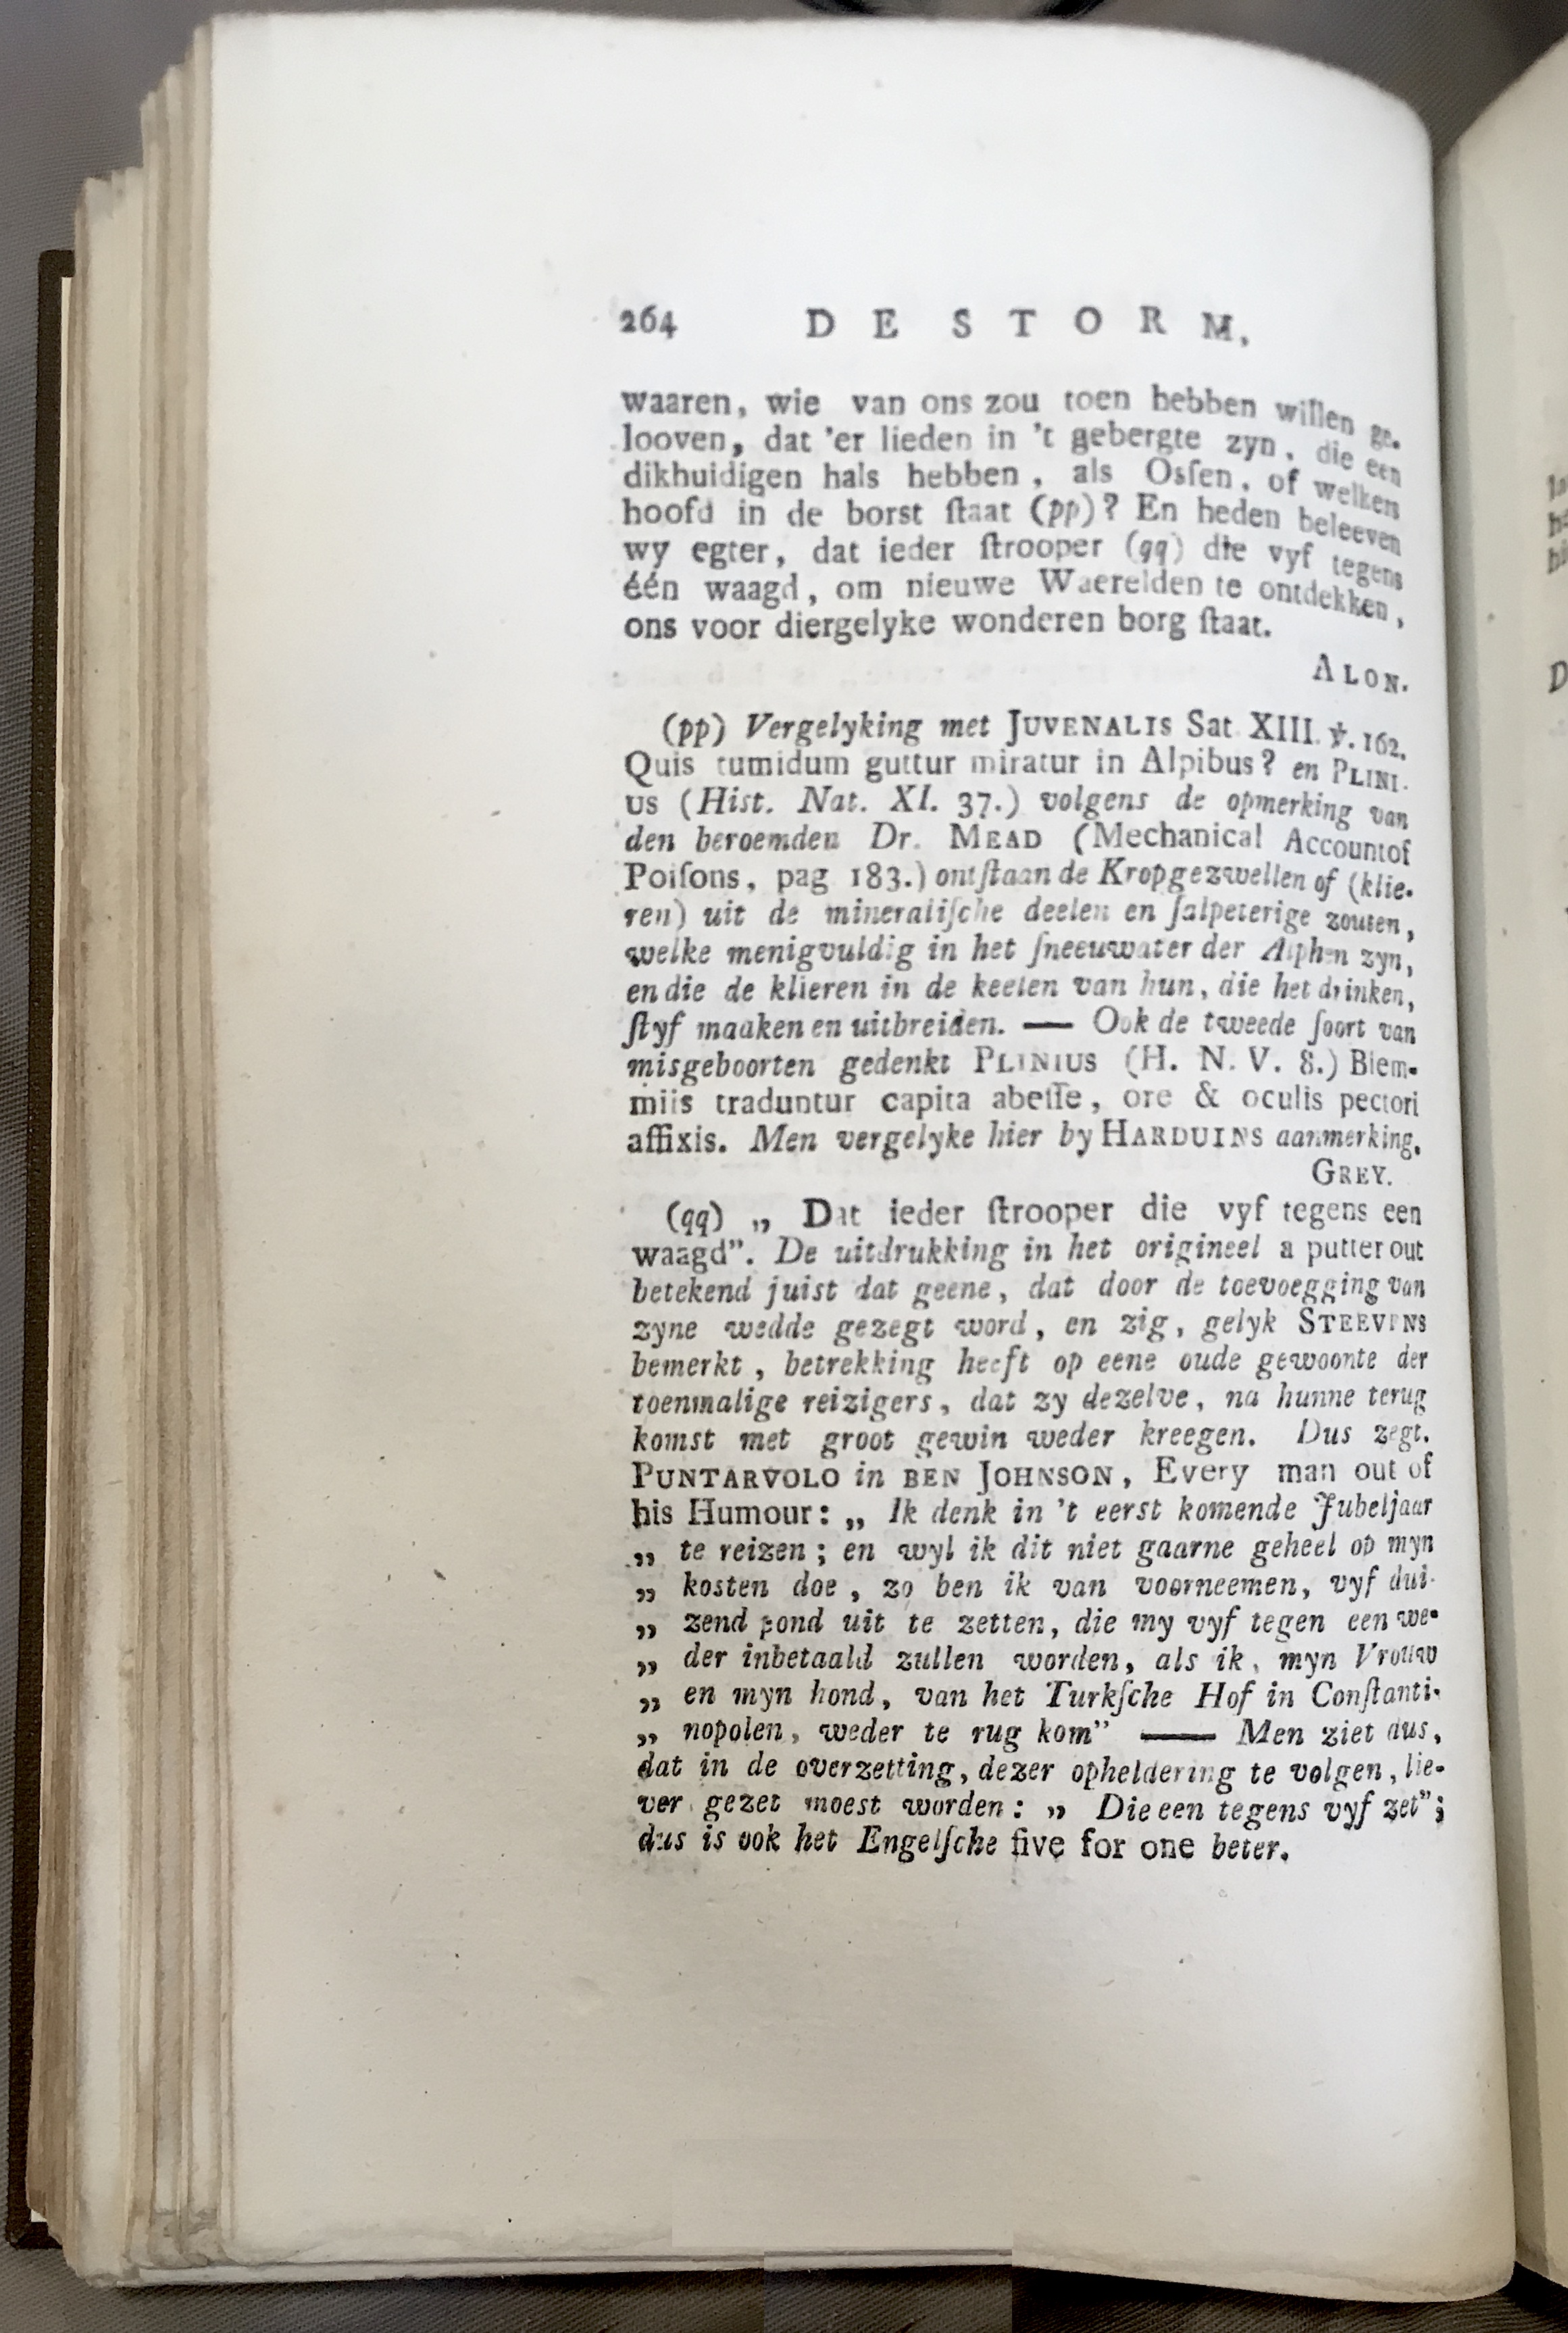 264 DE STORM,
waaren, wie van ons zou toen hebben willen ge-
looven, dat 'er lieden in 't gebergte zyn, die een
dikhuidigen hals hebben, als Osſen, of welken
hoofd in de borst ſtaat (pp)? En heden beleeven
wy egter, dat ieder ſtrooper (qq) die vyf tegens
één waagd, om nieuwe Waerelden te ontdekken,
ons voor diergelyke wonderen borg ſtaat.
ALON.
(pp) Vergelyking met JUVENALIS Sat XIII. ℣. 162.
Quis tumidum guttur miratur in Alpibus? en PLINI-
US (Hist. Nat. XI. 37.) volgens de opmerking van
den beroemden Dr. MEAD (Mechanical Accountof
Poiſons, pag 183.) ontſtaan de Kropgezwellen of (klie-
ren) uit de mineraliſche deelen en ſalpeterige zouten,
welke menigvuldig in het ſneeuwater der Alphen zyn,
en die de klieren in de keelen van hun, die het drinken,
ſtyf maaken en uitbreiden. — Ook de tweede ſoort van
misgeboorten gedenkt PLINIUS (H. N. V. 8.) Blem-
miis traduntur capita abeſſe, ore & oculis pectori
affixis. Men vergelyke hier by HARDUINS aanmerking.
GREY.
(qq) „ Dat ieder ſtrooper die vyf tegens een
waagd”. De uitdrukking in het origineel a putter out
betekend juist dat geene, dat door de toevoegging van
zyne wedde gezegt word, en zig, gelyk STEEVENS
bemerkt, betrekking heeft op eene oude gewoonte der
toenmalige reizigers, dat zy dezelve, na hunne terug
komst met groot gewin weder kreegen. Dus zegt.
PUNTARVOLO in BEN JOHNSON, Every man out of
his Humour: „ Ik denk in 't eerst komende Jubeljaar
„ te reizen; en wyl ik dit niet gaarne geheel op myn
„ kosten doe, zo ben ik van voorneemen, vyf dui-
„ zend pond uit te zetten, die my vyf tegen een we-
„ der inbetaald zullen worden, als ik, myn Vrouw
„ en myn hond, van het Turkſche Hof in Conſtanti-
„ nopolen, weder te rug kom” — Men ziet dus,
dat in de overzetting, dezer opheldering te volgen, lie-
ver gezet moest worden: „ Die een tegens vyf zet”;
dus is ook het Engelſche five for one beter.